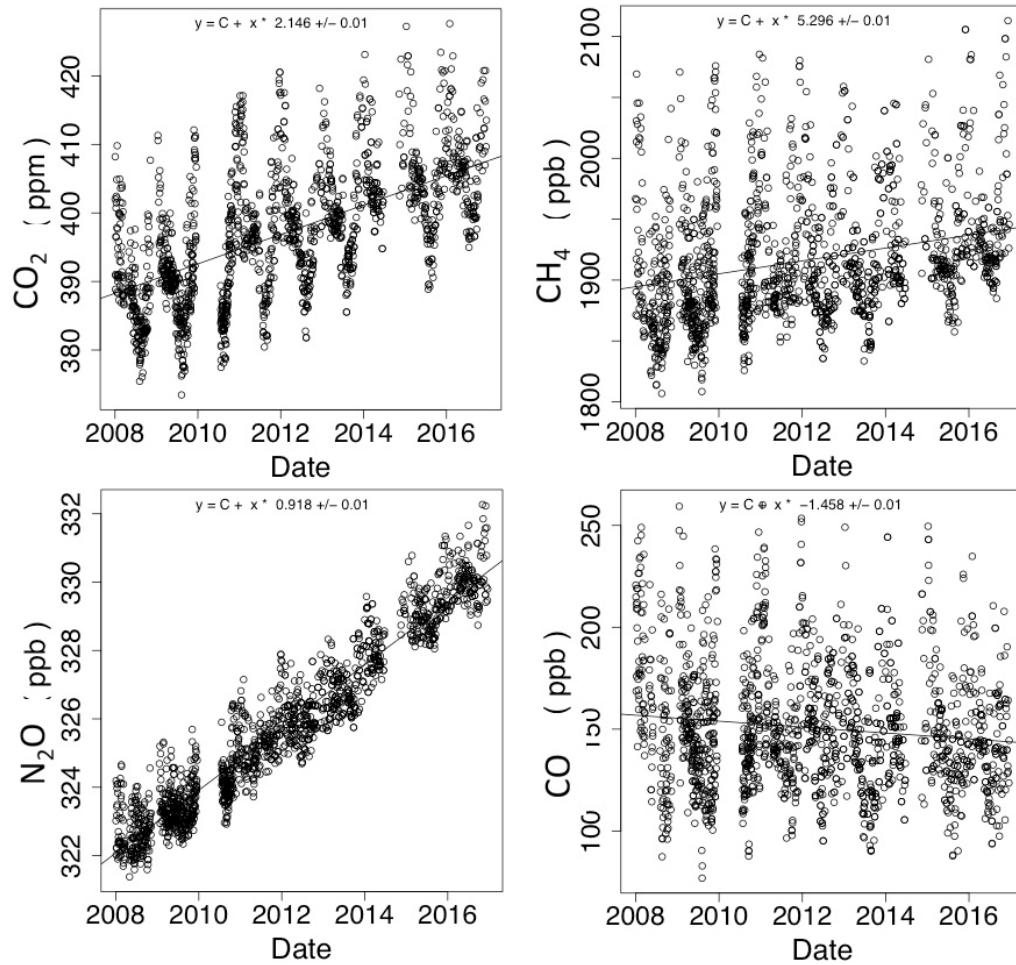 y = C + x * 2.146 +/− 0.01
CO2 ( ppm )
420
410
400
390
380
2008 2010 2012 2014 2016
Date
y = C + x * 5.296 +/− 0.01
CH4 ( ppb )
2100
2000
1900
1800
2008 2010 2012 2014 2016
Date
y = C + x * 0.918 +/− 0.01
N2O ( ppb )
332
330
328
326
324
322
2008 2010 2012 2014 2016
Date
y = C + x * −1.458 +/− 0.01
CO ( ppb )
250
200
150
100
2008 2010 2012 2014 2016
Date